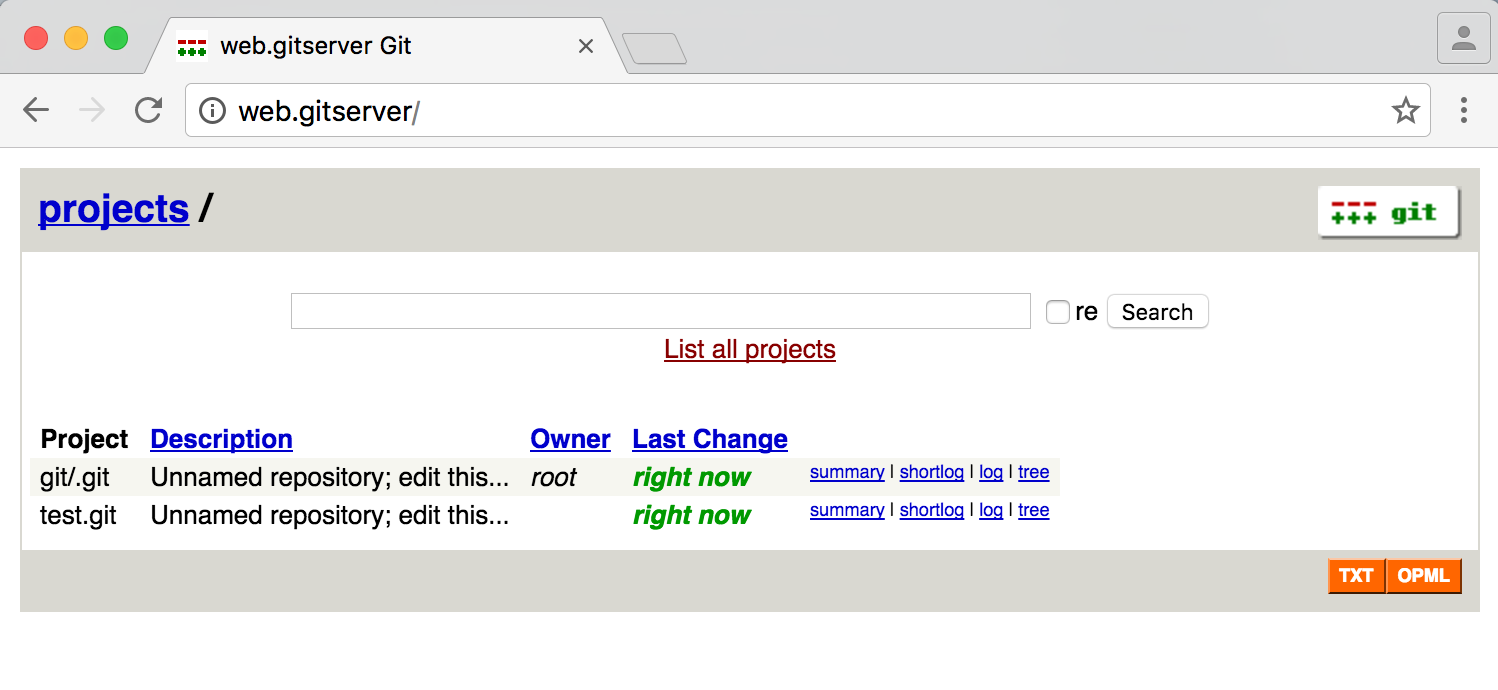 web.gitserver Git
web.gitserver/
projects /
git
re Search
List all projects
Project Description Owner Last Change
git/.git Unnamed repository; edit this... root right now summary | shortlog | log | tree
test.git Unnamed repository; edit this... right now summary | shortlog | log | tree
TXT OPML